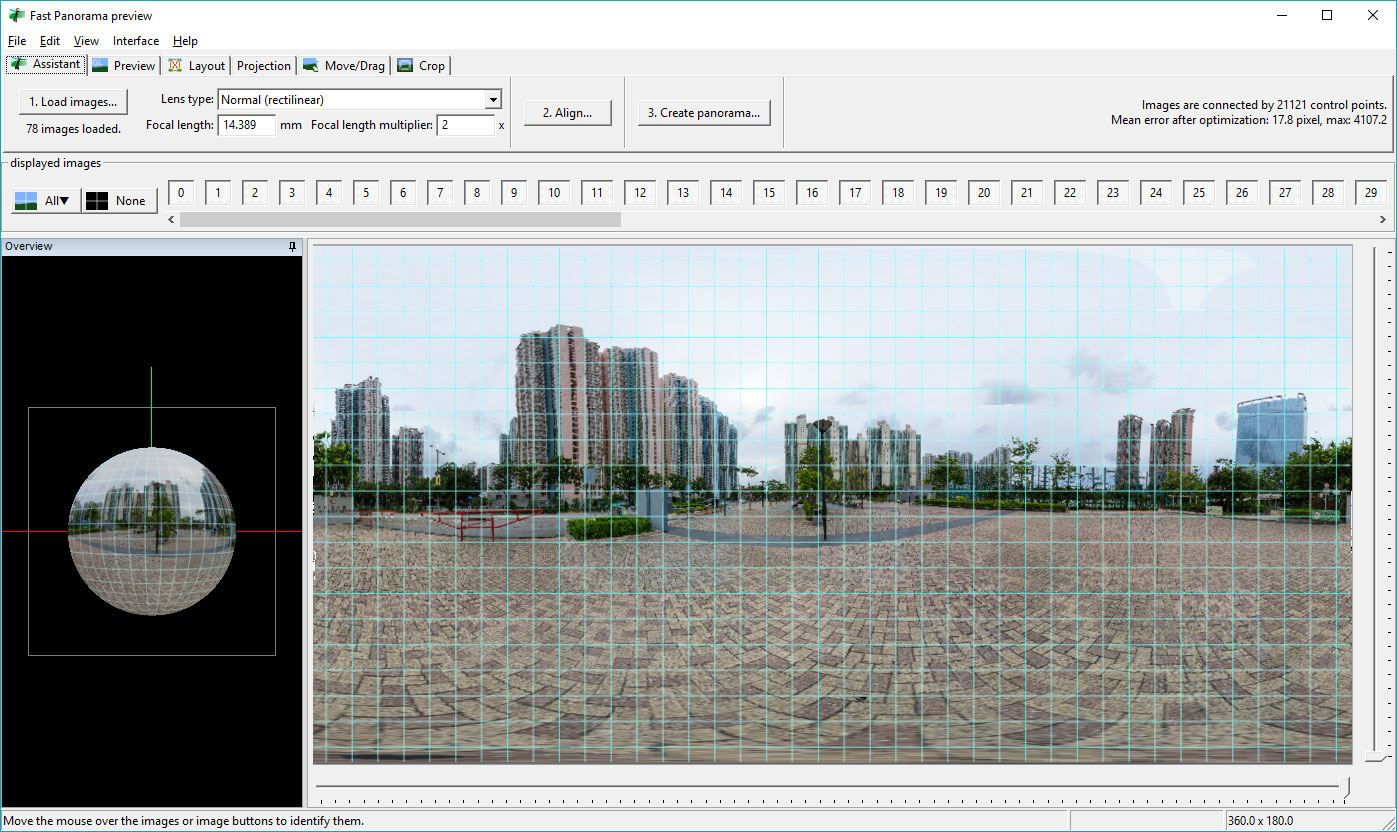 Fast Panorama preview
File Edit View Interface Help
Assistant Preview Layout Projection Move/Drag Crop
1. Load images...
78 images loaded.
Lens type: Normal (rectilinear)
Focal length: 14.389 mm Focal length multiplier: 2 x
2. Align...
3. Create panorama...
Images are connected by 21121 control points.
Mean error after optimization: 17.8 pixel, max: 4107.2
displayed images
All▼ None
0 1 2 3 4 5 6 7 8 9 10 11 12 13 14 15 16 17 18 19 20 21 22 23 24 25 26 27 28 29
Overview
Move the mouse over the images or image buttons to identify them.
360.0 x 180.0